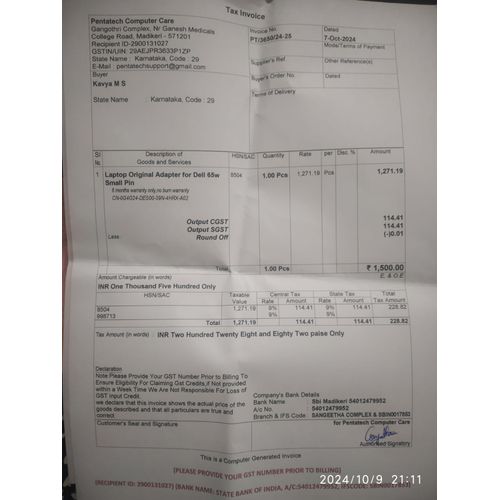 Tax Invoice
Pentatech Computer Care
Gangothri Complex, Nr Ganesh Medicals
College Road, Madikeri - 571201
Recipient ID-2900131027
GSTIN/UIN: 29AEJPR3633P1ZP
State Name : Karnataka, Code : 29
E-Mail : pentatechsupport@gmail.com
Invoice No. Dated
PT/3650/24-25 7-Oct-2024
Mode/Terms of Payment
Supplier's Ref. Other Reference(s)
Buyer
Kavya M S
State Name : Karnataka, Code : 29
Buyer's Order No. Dated
Terms of Delivery
Sl No. Description of Goods and Services HSN/SAC Quantity Rate per Disc. % Amount
1 Laptop Original Adapter for Dell 65w Small Pin 8504 1.00 Pcs 1,271.19 Pcs 1,271.19
6 months warranty only,no burn warranty
Output CGST 114.41
Output SGST 114.41
Less : Round Off (-)0.01
Total 1.00 Pcs ₹ 1,500.00
Amount Chargeable (in words) E. & O.E
INR One Thousand Five Hundred Only
HSN/SAC Taxable Value Central Tax Rate Amount State Tax Rate Amount Total Tax Amount
8504 1,271.19 9% 114.41 9% 114.41 228.82
998713 9% 9%
Total 1,271.19 114.41 114.41 228.82
Tax Amount (in words) : INR Two Hundred Twenty Eight and Eighty Two paise Only
Declaration
Note Please Provide Your GST Number Prior to Billing To
Ensure Eligibility For Claiming Gst Credits,if Not provided
within a Week Time We Are Not Responsible For Loss of
GST Input Credit.
we declare that this invoice shows the actual price of the
goods described and that all particulars are true and
correct
Company's Bank Details
Bank Name : Sbi Madikeri 54012479952
A/c No. : 54012479952
Branch & IFS Code : SANGEETHA COMPLEX & SBIN0017853
Customer's Seal and Signature
for Pentatech Computer Care
Authorised Signatory
This is a Computer Generated Invoice
(PLEASE PROVIDE YOUR GST NUMBER PRIOR TO BILLING)
(RECIPIENT ID: 2900131027) (BANK NAME: STATE BANK OF INDIA, A/C:54012479952, IFSCODE: SBIN0017853)
2024/10/9 21:11